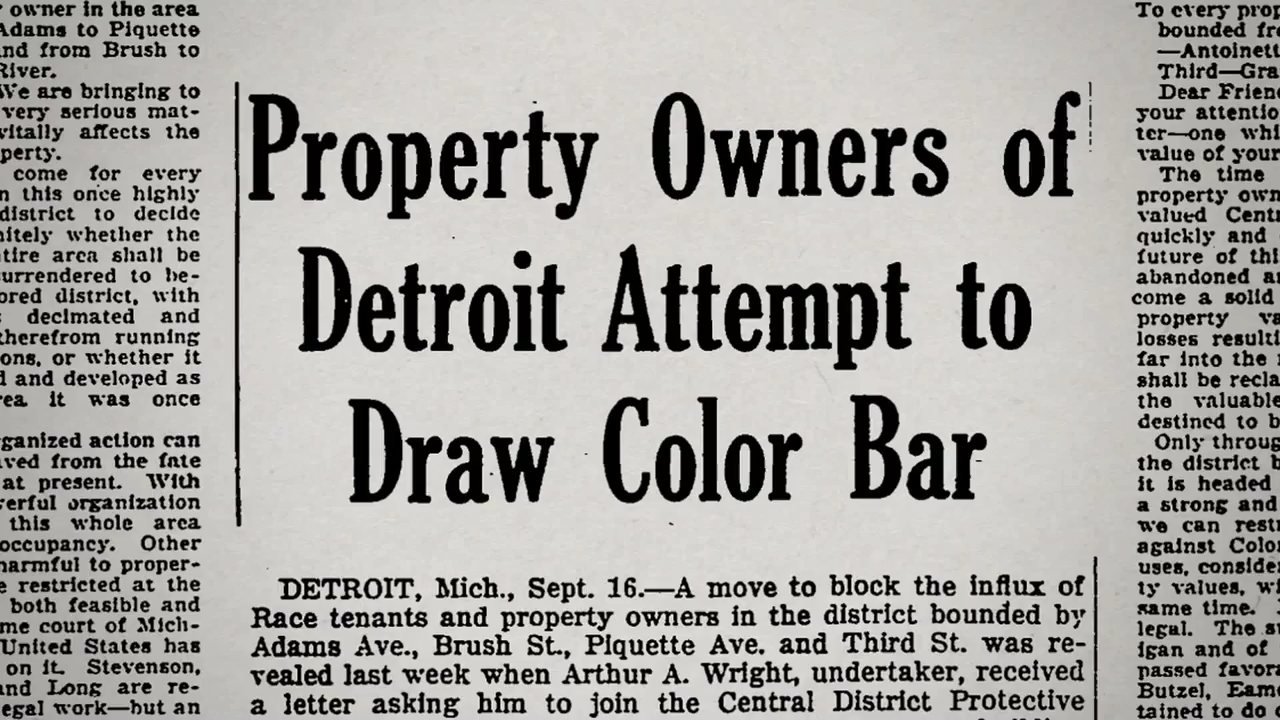 owner in the area
Adams to Piquette
nd from Brush to
River.
We are bringing to
very serious mat-
vitally affects the
perty.
come for every
n this once highly
district to decide
nitely whether the
tire area shall be
surrendered to be-
ored district, with
decimated and
therefrom running
ons, or whether it
d and developed as
rea it was once
ganized action can
ved from the fate
at present. With
erful organization
this whole area
occupancy. Other
harmful to proper-
e restricted at the
both feasible and
me court of Mich-
United States has
on it. Stevenson,
and Long are re-
egal work—but an
Property Owners of
Detroit Attempt to
Draw Color Bar
DETROIT, Mich., Sept. 16.—A move to block the influx of
Race tenants and property owners in the district bounded by
Adams Ave., Brush St., Piquette Ave. and Third St. was re-
vealed last week when Arthur A. Wright, undertaker, received
a letter asking him to join the Central District Protective
To every prop
bounded fr
—Antoinett
Third—Gra
Dear Frien
your attentio
ter—one whi
value of your
The time
property own
valued Cent
quickly and
future of thi
abandoned a
come a solid
property va
losses result
far into the
shall be recla
the valuable
destined to b
Only throug
the district b
it is headed
a strong and
we can rest
against Colo
uses, conside
ty values, w
same time.
legal. The s
igan and of
passed favor
Butzel, Eam
tained to do